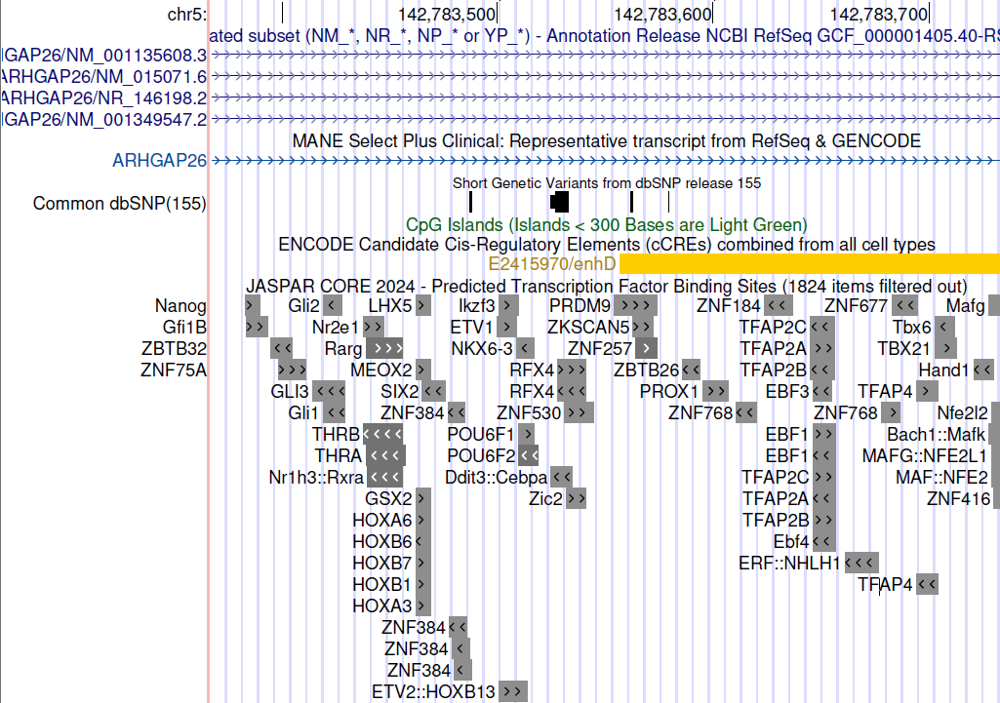 chr5: 142,783,500 142,783,600 142,783,700
ated subset (NM_*, NR_*, NP_* or YP_*) - Annotation Release NCBI RefSeq GCF_000001405.40-RS
IGAP26/NM_001135608.3
ARHGAP26/NM_015071.6
ARHGAP26/NR_146198.2
IGAP26/NM_001349547.2
MANE Select Plus Clinical: Representative transcript from RefSeq & GENCODE
ARHGAP26
Short Genetic Variants from dbSNP release 155
Common dbSNP(155)
CpG Islands (Islands < 300 Bases are Light Green)
ENCODE Candidate Cis-Regulatory Elements (cCREs) combined from all cell types
E2415970/enhD
JASPAR CORE 2024 - Predicted Transcription Factor Binding Sites (1824 items filtered out)
Nanog Gli2 LHX5 Ikzf3 PRDM9 ZNF184 ZNF677 Mafg
Gfi1B Nr2e1 ETV1 ZKSCAN5 TFAP2C Tbx6
ZBTB32 Rarg NKX6-3 ZNF257 TFAP2A TBX21
ZNF75A MEOX2 RFX4 ZBTB26 TFAP2B Hand1
GLI3 SIX2 RFX4 PROX1 EBF3 TFAP4
Gli1 ZNF384 ZNF530 ZNF768 ZNF768 Nfe2l2
THRB POU6F1 EBF1 Bach1::Mafk
THRA POU6F2 EBF1 MAFG::NFE2L1
Nr1h3::Rxra Ddit3::Cebpa TFAP2C MAF::NFE2
GSX2 Zic2 TFAP2A ZNF416
HOXA6 TFAP2B
HOXB6 Ebf4
HOXB7 ERF::NHLH1
HOXB1 TFAP4
HOXA3
ZNF384
ZNF384
ZNF384
ETV2::HOXB13